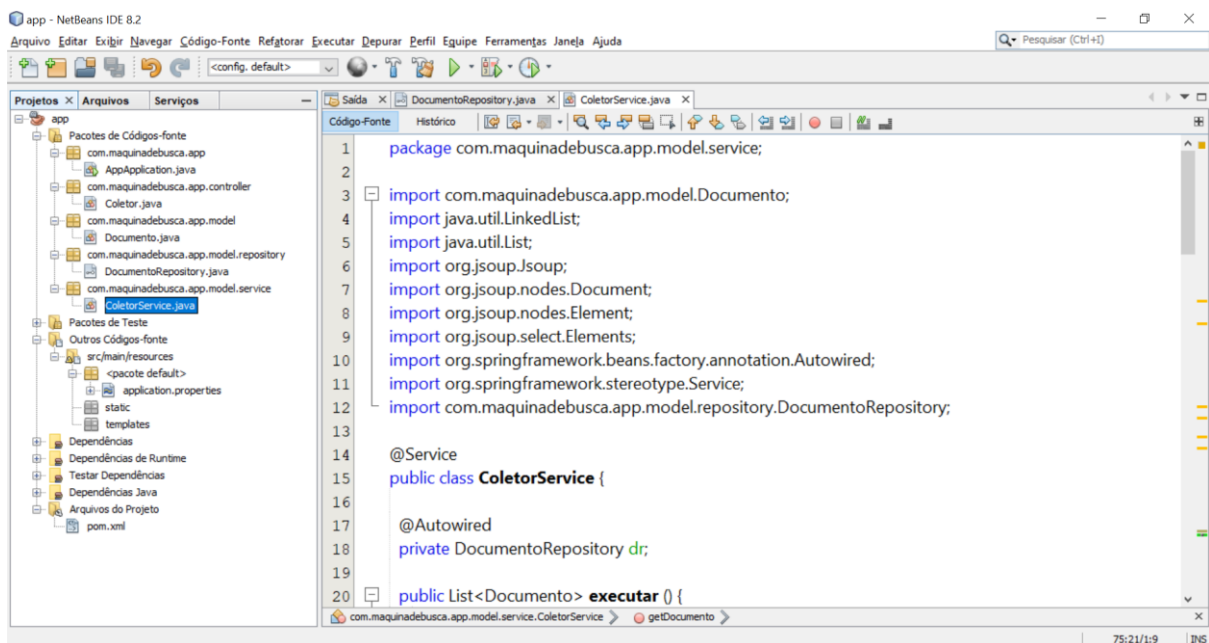 app - NetBeans IDE 8.2
Arquivo Editar Exibir Navegar Código-Fonte Refatorar Executar Depurar Perfil Equipe Ferramentas Janela Ajuda
Pesquisar (Ctrl+I)
<config. default>
Projetos Arquivos Serviços
app
Pacotes de Códigos-fonte
com.maquinadebusca.app
AppApplication.java
com.maquinadebusca.app.controller
Coletor.java
com.maquinadebusca.app.model
Documento.java
com.maquinadebusca.app.model.repository
DocumentoRepository.java
com.maquinadebusca.app.model.service
ColetorService.java
Pacotes de Teste
Outros Códigos-fonte
src/main/resources
<pacote default>
application.properties
static
templates
Dependências
Dependências de Runtime
Testar Dependências
Dependências Java
Arquivos do Projeto
pom.xml
Saída DocumentoRepository.java ColetorService.java
Código-Fonte Histórico
1 package com.maquinadebusca.app.model.service;
2
3 import com.maquinadebusca.app.model.Documento;
4 import java.util.LinkedList;
5 import java.util.List;
6 import org.jsoup.Jsoup;
7 import org.jsoup.nodes.Document;
8 import org.jsoup.nodes.Element;
9 import org.jsoup.select.Elements;
10 import org.springframework.beans.factory.annotation.Autowired;
11 import org.springframework.stereotype.Service;
12 import com.maquinadebusca.app.model.repository.DocumentoRepository;
13
14 @Service
15 public class ColetorService {
16
17 @Autowired
18 private DocumentoRepository dr;
19
20 public List<Documento> executar () {
com.maquinadebusca.app.model.service.ColetorService getDocumento
75:21/1:9 INS